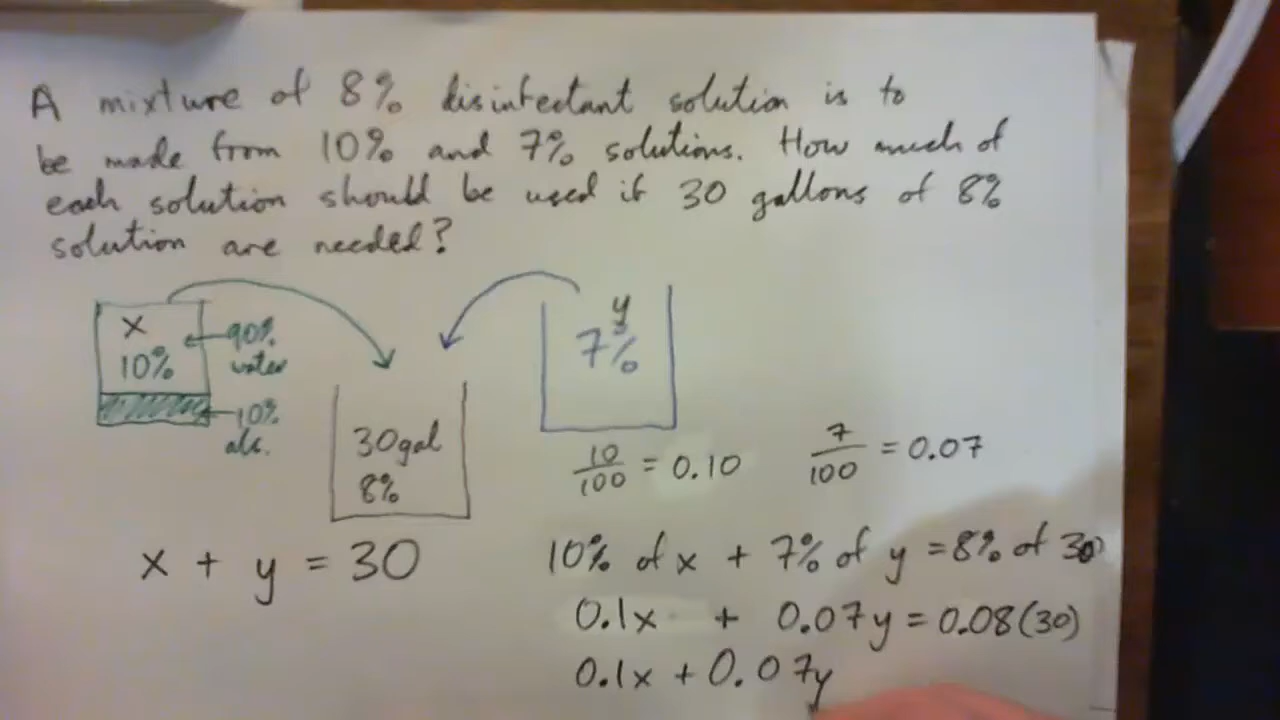 A mixture of 8% disinfectant solution is to
be made from 10% and 7% solutions. How much of
each solution should be used if 30 gallons of 8%
solution are needed?
x
10%
90%
water
10%
alc.
30gal
8%
y
7%
10/100 = 0.10
7/100 = 0.07
x + y = 30
10% of x + 7% of y = 8% of 30
0.1x + 0.07y = 0.08(30)
0.1x + 0.07y